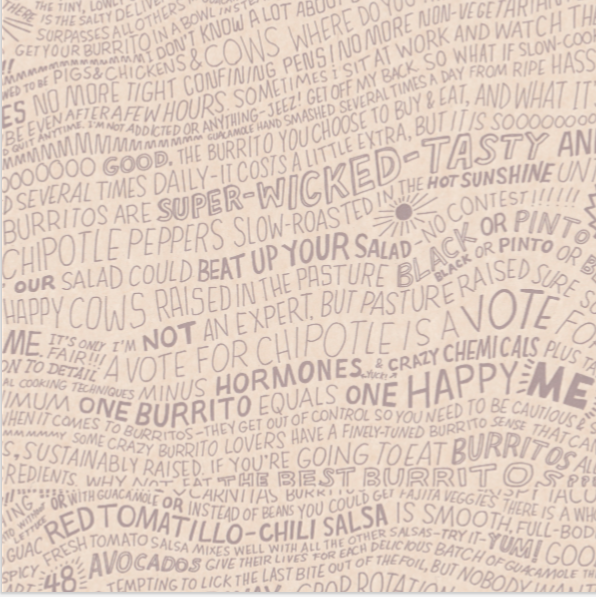 THE TINY, LOWLY
HERE IS THE SALTY DELIVER
SURPASSES ALL OTHERS
GET YOUR BURRITO IN A BOWL INSTEAD
I DON'T KNOW A LOT ABOUT
COWS WHERE DO YOU
MMMMMMMMM PIGS & CHICKENS &
NED TO BE
NO MORE TIGHT CONFINING PENS! NO MORE NON-VEGETARIAN
ES
BE EVEN AFTER A FEW HOURS. SOMETIMES I SIT AT WORK AND WATCH THE
QUIT ANYTIME. I'M NOT ADDICTED OR ANYTHING-JEEZ! GET OFF MY BACK. SO WHAT IF SLOW-COO
GUACAMOLE HAND SMASHED SEVERAL TIMES A DAY FROM RIPE HASS
OOOOOOO GOOD. THE BURRITO YOU CHOOSE TO BUY & EAT, AND WHAT IT
SEVERAL TIMES DAILY-IT COSTS A LITTLE EXTRA, BUT IT IS SOOOOOOOO
BURRITOS ARE SUPER-WICKED-TASTY AN
CHIPOTLE PEPPERS SLOW-ROASTED IN THE HOT SUNSHINE UN
OUR SALAD COULD BEAT UP YOUR SALAD-NO CONTEST!!!!!!
HAPPY COWS RAISED IN THE PASTURE BLACK OR PINTO
BLACK OR PINTO OR
ME. IT'S ONLY FAIR!!! I'M NOT AN EXPERT, BUT PASTURE RAISED SURE SO
ON TO DETAIL A VOTE FOR CHIPOTLE IS A VOTE FO
AL COOKING TECHNIQUES MINUS HORMONES & CRAZY CHEMICALS PLUS TA
IMUM ONE BURRITO EQUALS ONE HAPPY ME
HEN IT COMES TO BURRITOS-THEY GET OUT OF CONTROL SO YOU NEED TO BE CAUTIOUS &
SOME CRAZY BURRITO LOVERS HAVE A FINELY-TUNED BURRITO SENSE THAT CAN
S, SUSTAINABLY RAISED. IF YOU'RE GOING TO EAT BURRITOS AL
REDIENTS. WHY NOT EAT THE BEST BURRITOS???
CARNITAS BURRITOS
OR WITH GUACAMOLE OR INSTEAD OF BEANS YOU COULD GET FAJITA VEGGIES THERE IS A WH
RED TOMATILLO-CHILI SALSA IS SMOOTH, FULL-BOD
LETTUCE
GUAC FRESH TOMATO SALSA MIXES WELL WITH ALL THE OTHER SALSAS-TRY IT-YUM! GOO
SPICY AVOCADOS GIVE THEIR LIVES FOR EACH DELICIOUS BATCH OF GUACAMOLE
48
TEMPTING TO LICK THE LAST BITE OUT OF THE FOIL, BUT NOBODY WANT